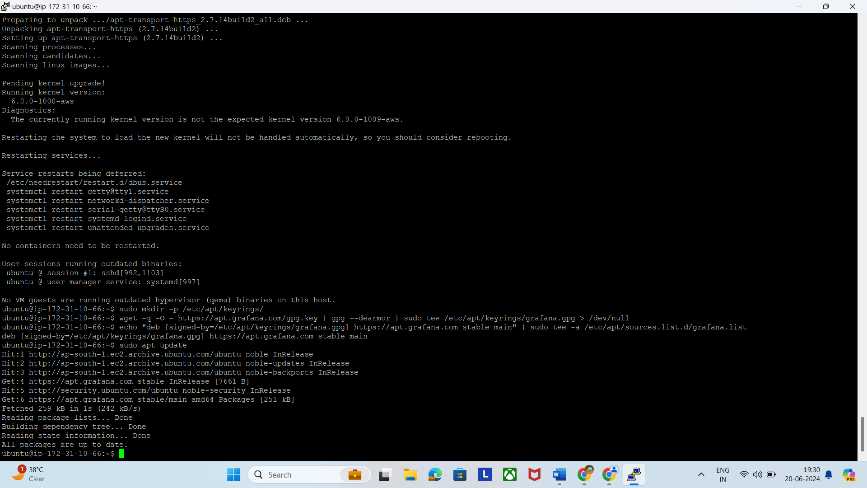 ubuntu@ip-172-31-10-66: ~
Preparing to unpack .../apt-transport-https_2.7.14build2_all.deb ...
Unpacking apt-transport-https (2.7.14build2) ...
Setting up apt-transport-https (2.7.14build2) ...
Scanning processes...
Scanning candidates...
Scanning linux images...
Pending kernel upgrade!
Running kernel version:
6.8.0-1008-aws
Diagnostics:
The currently running kernel version is not the expected kernel version 6.8.0-1009-aws.
Restarting the system to load the new kernel will not be handled automatically, so you should consider rebooting.
Restarting services...
Service restarts being deferred:
/etc/needrestart/restart.d/dbus.service
systemctl restart getty@tty1.service
systemctl restart networkd-dispatcher.service
systemctl restart serial-getty@ttyS0.service
systemctl restart systemd-logind.service
systemctl restart unattended-upgrades.service
No containers need to be restarted.
User sessions running outdated binaries:
ubuntu @ session #1: sshd[992,1103]
ubuntu @ user manager service: systemd[997]
No VM guests are running outdated hypervisor (qemu) binaries on this host.
ubuntu@ip-172-31-10-66:~$ sudo mkdir -p /etc/apt/keyrings/
ubuntu@ip-172-31-10-66:~$ wget -q -O - https://apt.grafana.com/gpg.key | gpg --dearmor | sudo tee /etc/apt/keyrings/grafana.gpg > /dev/null
ubuntu@ip-172-31-10-66:~$ echo "deb [signed-by=/etc/apt/keyrings/grafana.gpg] https://apt.grafana.com stable main" | sudo tee -a /etc/apt/sources.list.d/grafana.list
deb [signed-by=/etc/apt/keyrings/grafana.gpg] https://apt.grafana.com stable main
ubuntu@ip-172-31-10-66:~$ sudo apt update
Hit:1 http://ap-south-1.ec2.archive.ubuntu.com/ubuntu noble InRelease
Hit:2 http://ap-south-1.ec2.archive.ubuntu.com/ubuntu noble-updates InRelease
Hit:3 http://ap-south-1.ec2.archive.ubuntu.com/ubuntu noble-backports InRelease
Get:4 https://apt.grafana.com stable InRelease [7661 B]
Hit:5 http://security.ubuntu.com/ubuntu noble-security InRelease
Get:6 https://apt.grafana.com stable/main amd64 Packages [251 kB]
Fetched 259 kB in 1s (242 kB/s)
Reading package lists... Done
Building dependency tree... Done
Reading state information... Done
All packages are up to date.
ubuntu@ip-172-31-10-66:~$
1
38°C
Clear
Search
L
ENG
IN
19:30
20-06-2024
PRE